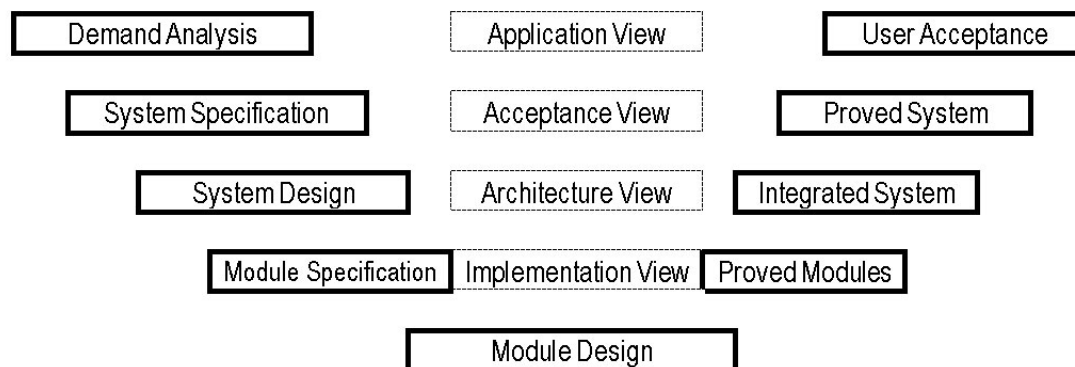 Demand Analysis
Application View
User Acceptance
System Specification
Acceptance View
Proved System
System Design
Architecture View
Integrated System
Module Specification
Implementation View
Proved Modules
Module Design